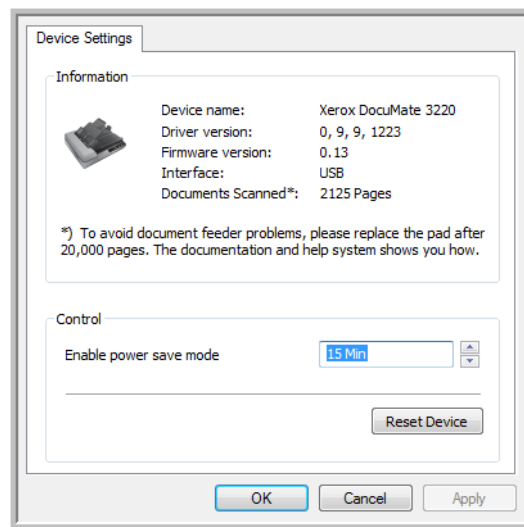 Device Settings
Information
Device name: Xerox DocuMate 3220
Driver version: 0, 9, 9, 1223
Firmware version: 0.13
Interface: USB
Documents Scanned*: 2125 Pages
*) To avoid document feeder problems, please replace the pad after
20,000 pages. The documentation and help system shows you how.
Control
Enable power save mode 15 Min
Reset Device
OK Cancel Apply